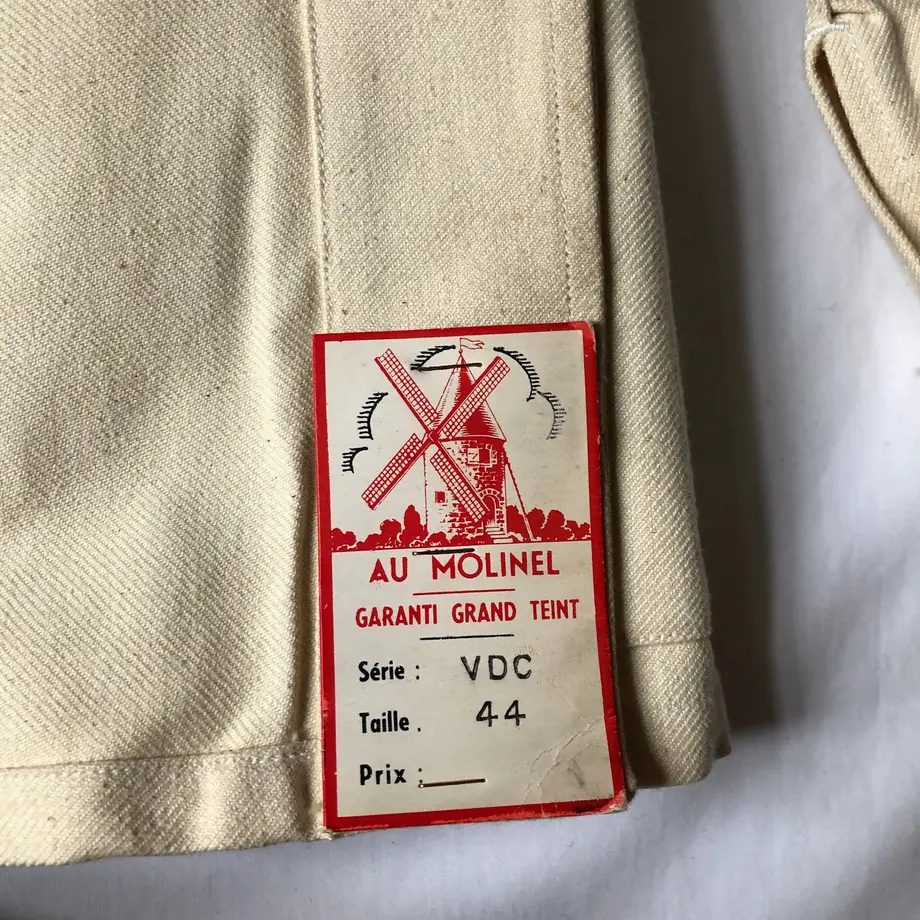 AU MOLINEL
GARANTI GRAND TEINT
Série : VDC
Taille . 44
Prix :